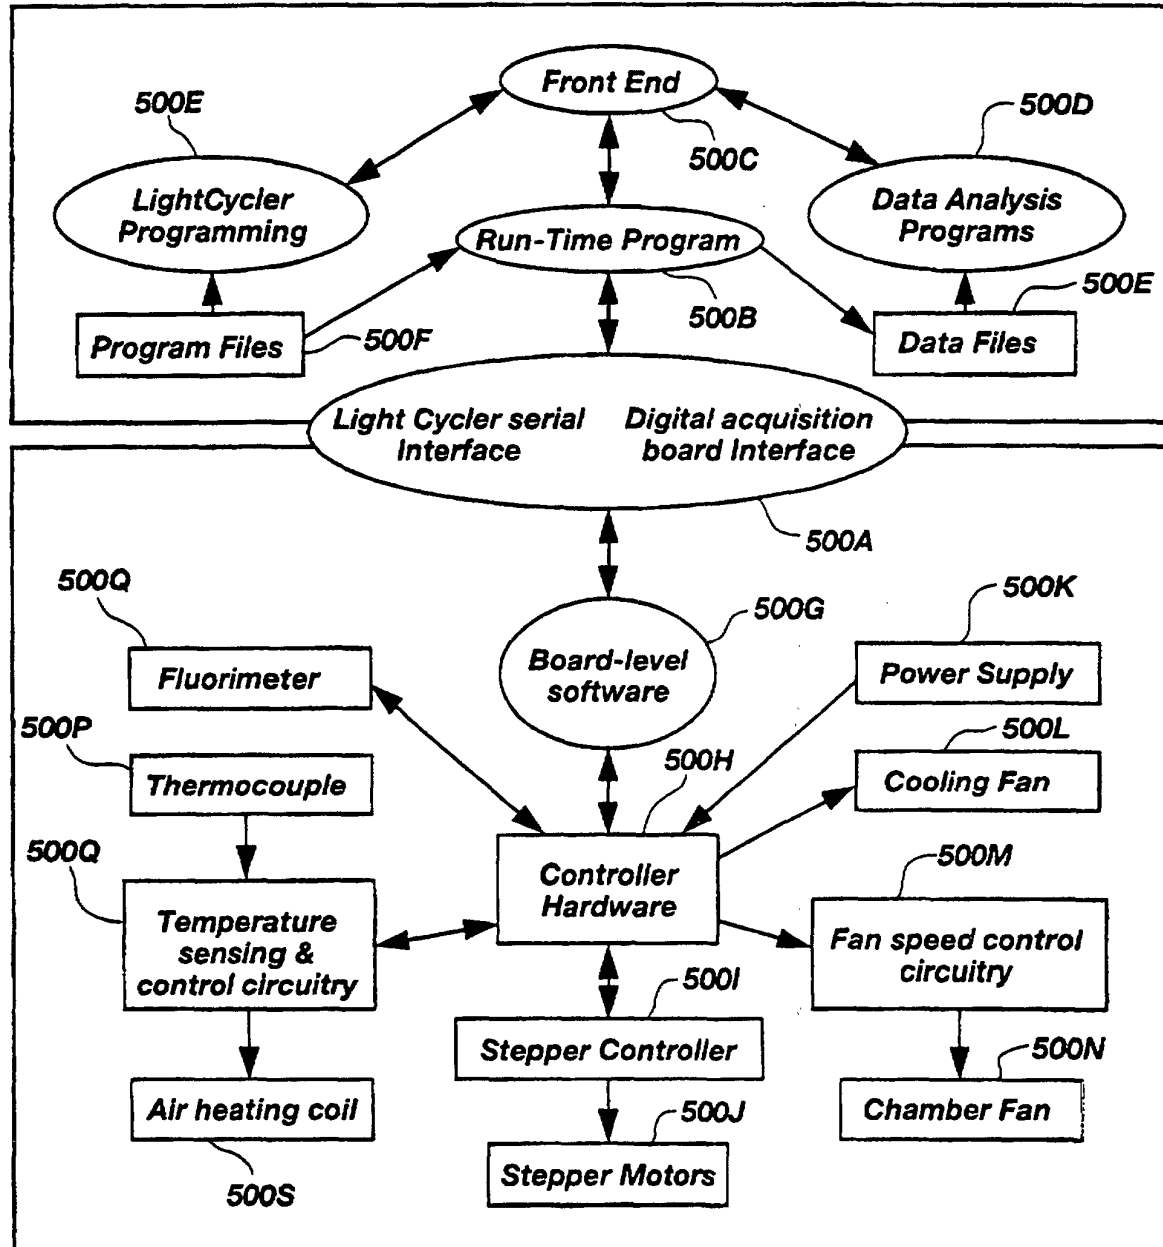 Front End
500E
500D
500C
LightCycler
Programming
Data Analysis
Programs
Run-Time Program
500E
500B
Program Files
500F
Data Files
Light Cycler serial
Interface
Digital acquisition
board Interface
500A
500Q
500K
500G
Fluorimeter
Board-level
software
Power Supply
500P
500H
500L
Thermocouple
Cooling Fan
500Q
500M
Controller
Hardware
Temperature
sensing &
control circuitry
Fan speed control
circuitry
500I
Stepper Controller
500N
Air heating coil
Chamber Fan
500J
Stepper Motors
500S